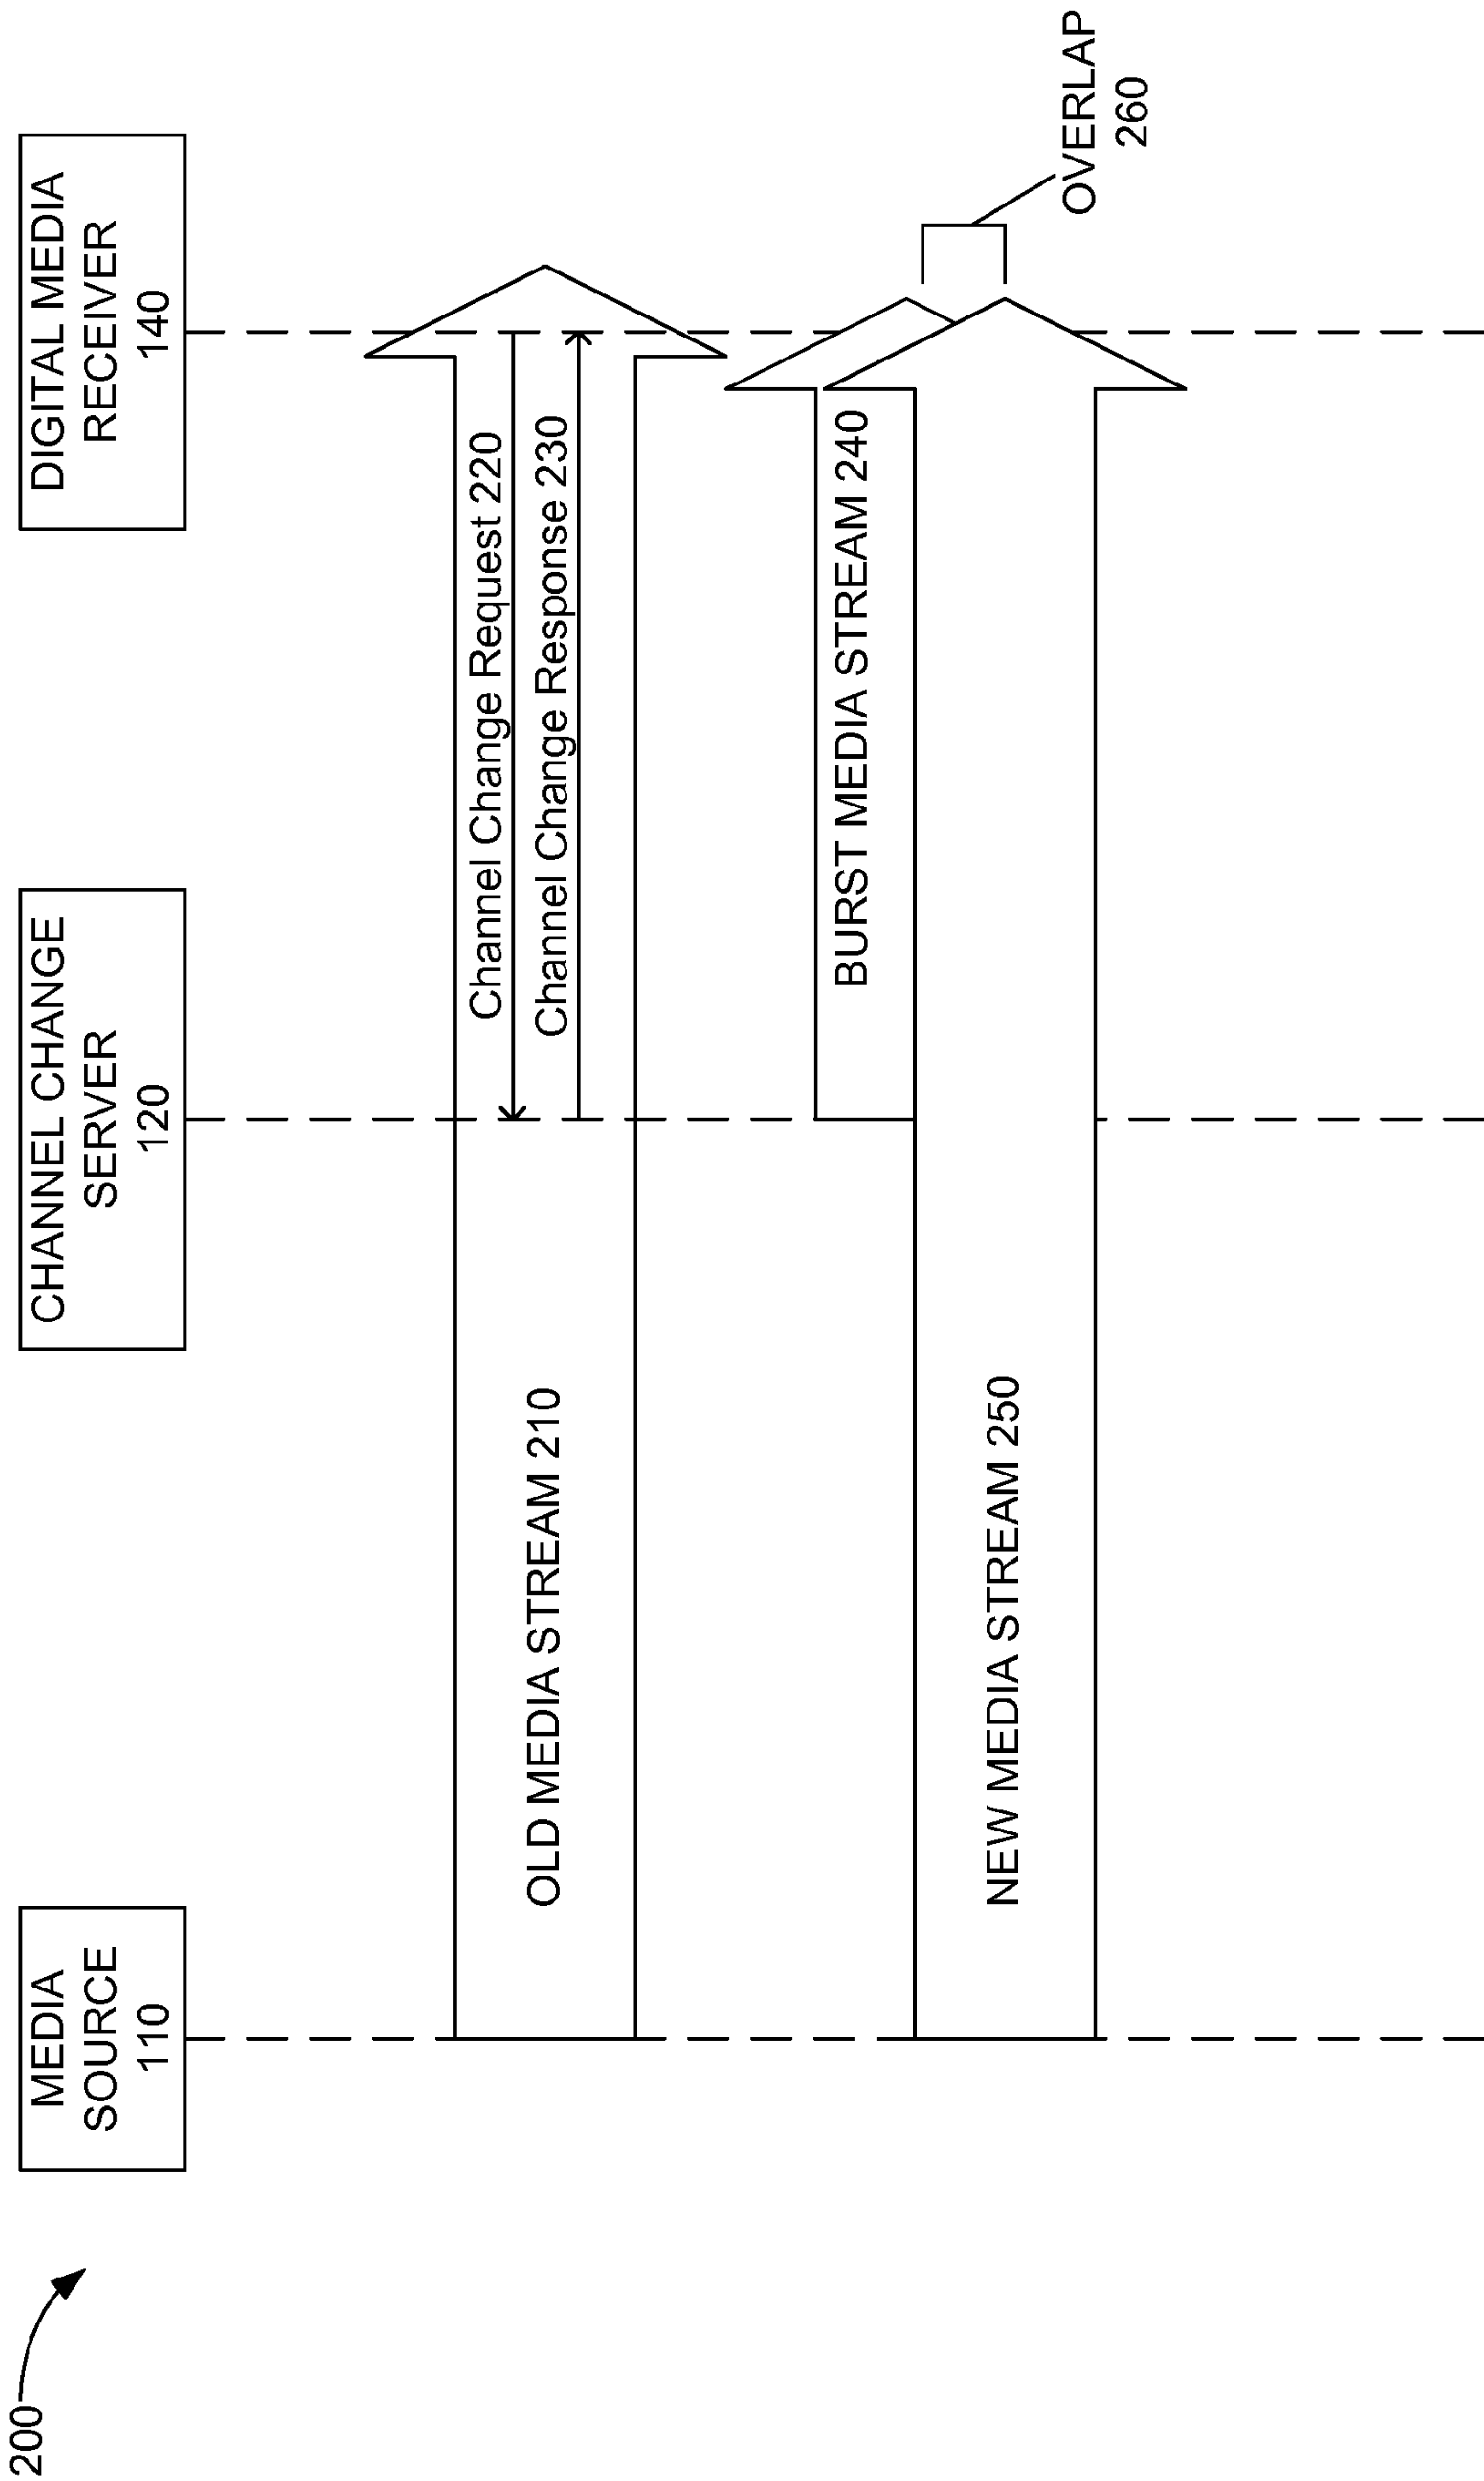 200
MEDIA
SOURCE
110
CHANNEL CHANGE
SERVER
120
DIGITAL MEDIA
RECEIVER
140
Channel Change Request 220
Channel Change Response 230
OLD MEDIA STREAM 210
BURST MEDIA STREAM 240
NEW MEDIA STREAM 250
OVERLAP
260